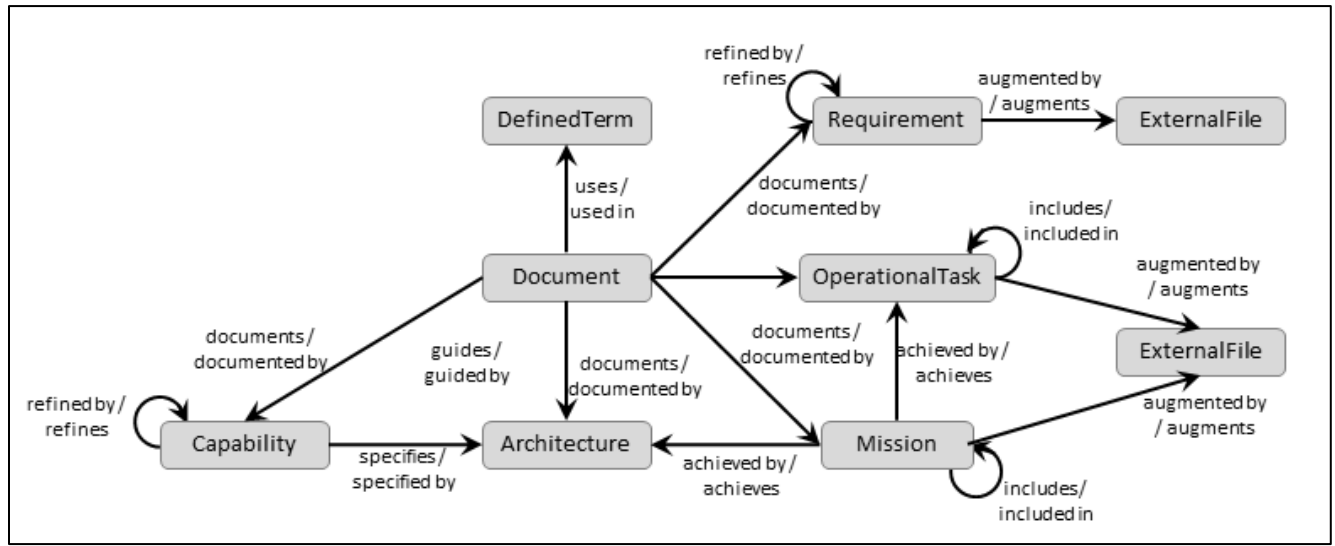 refined by /
refines
augmented by
/ augments
DefinedTerm
Requirement
ExternalFile
uses /
used in
documents /
documented by
includes /
included in
Document
OperationalTask
augmented by
/ augments
documents /
documented by
guides /
guided by
documents /
documented by
documents /
documented by
achieved by /
achieves
ExternalFile
refined by /
refines
augmented by
/ augments
Capability
Architecture
Mission
specifies /
specified by
achieved by /
achieves
includes /
included in